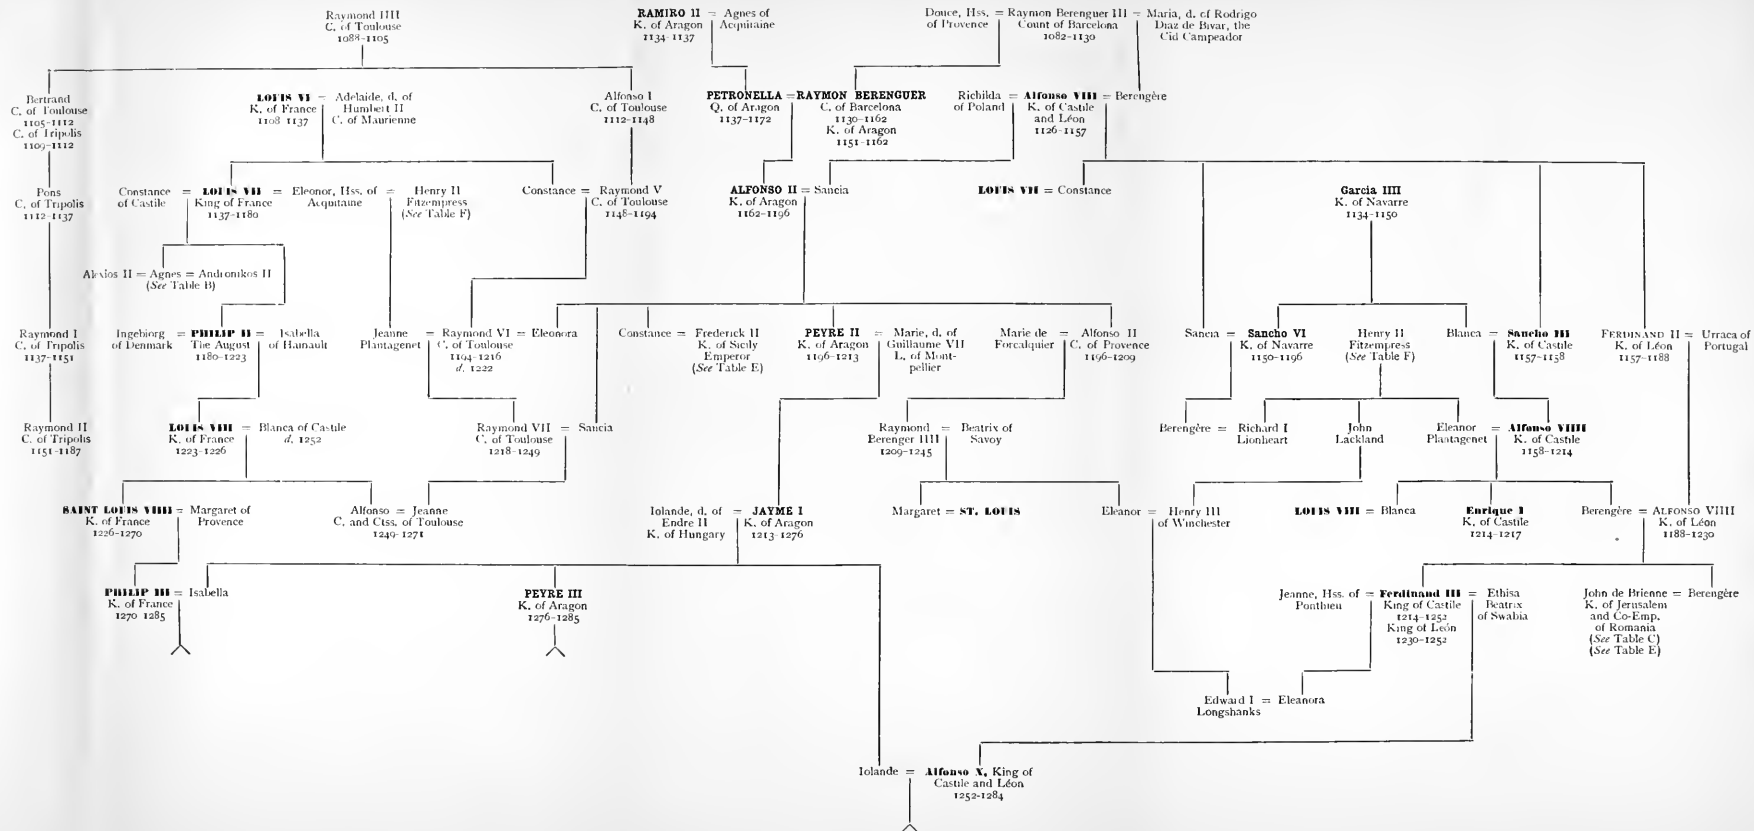 Raymond IIII
C. of Toulouse
1088-1105
RAMIRO II = Agnes of
K. of Aragon Acquitaine
1134-1137
Douce, Hss. = Raymon Berenguer III = Maria, d. of Rodrigo
of Provence Count of Barcelona Diaz de Bivar, the
1082-1130 Cid Campeador
Bertrand
C. of Toulouse
1105-1112
C. of Tripolis
1109-1112
LOUIS VI = Adelaide, d. of
K. of France Humbert II
1108 1137 C. of Maurienne
Alfonso I
C. of Toulouse
1112-1148
PETRONELLA = RAYMON BERENGUER
Q. of Aragon C. of Barcelona
1137-1172 1130-1162
K. of Aragon
1151-1162
Richilda = Alfonso VIII = Berengère
of Poland K. of Castile
and Léon
1126-1157
Pons
C. of Tripolis
1112-1137
Constance = LOUIS VII = Eleonor, Hss. of = Henry II
of Castile King of France Acquitaine Fitzempress
1137-1180 (See Table F)
Constance = Raymond V
C. of Toulouse
1148-1194
ALFONSO II = Sancia
K. of Aragon
1162-1196
LOUIS VII = Constance
Garcia IIII
K. of Navarre
1134-1150
Alexios II = Agnes = Andronikos II
(See Table B)
Raymond I
C. of Tripolis
1137-1151
Ingeborg = PHILIP II = Isabella
of Denmark The August of Hainault
1180-1223
Jeanne = Raymond VI = Eleonora
Plantagenet C. of Toulouse
1194-1216
d. 1222
Constance = Frederick II
K. of Sicily
Emperor
(See Table E)
PEYRE II = Marie, d. of
K. of Aragon Guillaume VII
1196-1213 L. of Mont-
pellier
Marie de = Alfonso II
Forcalquier C. of Provence
1196-1209
Sancia = Sancho VI
K. of Navarre
1150-1196
Henry II
Fitzempress
(See Table F)
Blanca = Sancho III
K. of Castile
1157-1158
FERDINAND II = Urraca of
K. of Léon Portugal
1157-1188
Raymond II
C. of Tripolis
1151-1187
LOUIS VIII = Blanca of Castile
K. of France d. 1252
1223-1226
Raymond VII = Sancia
C. of Toulouse
1218-1249
Raymond = Beatrix of
Berenger IIII Savoy
1209-1245
Berengère = Richard I
Lionheart
John
Lackland
Eleanor = Alfonso VIIII
Plantagenet K. of Castile
1158-1214
SAINT LOUIS VIIII = Margaret of
K. of France Provence
1226-1270
Alfonso = Jeanne
C. and Ctss. of Toulouse
1249-1271
Iolande, d. of = JAYME I
Endre II K. of Aragon
K. of Hungary 1213-1276
Margaret = ST. LOUIS
Eleanor = Henry III
of Winchester
LOUIS VIII = Blanca
Enrique I
K. of Castile
1214-1217
Berengère = ALFONSO VIIII
K. of Léon
1188-1230
PHILIP III = Isabella
K. of France
1270 1285
PEYRE III
K. of Aragon
1276-1285
Jeanne, Hss. of = Ferdinand III = Ethisa
Ponthieu King of Castile Beatrix
1214-1252 of Swabia
King of León
1230-1252
John de Brienne = Berengère
K. of Jerusalem
and Co-Emp.
of Romania
(See Table C)
(See Table E)
Edward I = Eleanora
Longshanks
Iolande = Alfonso X, King of
Castile and Léon
1252-1284